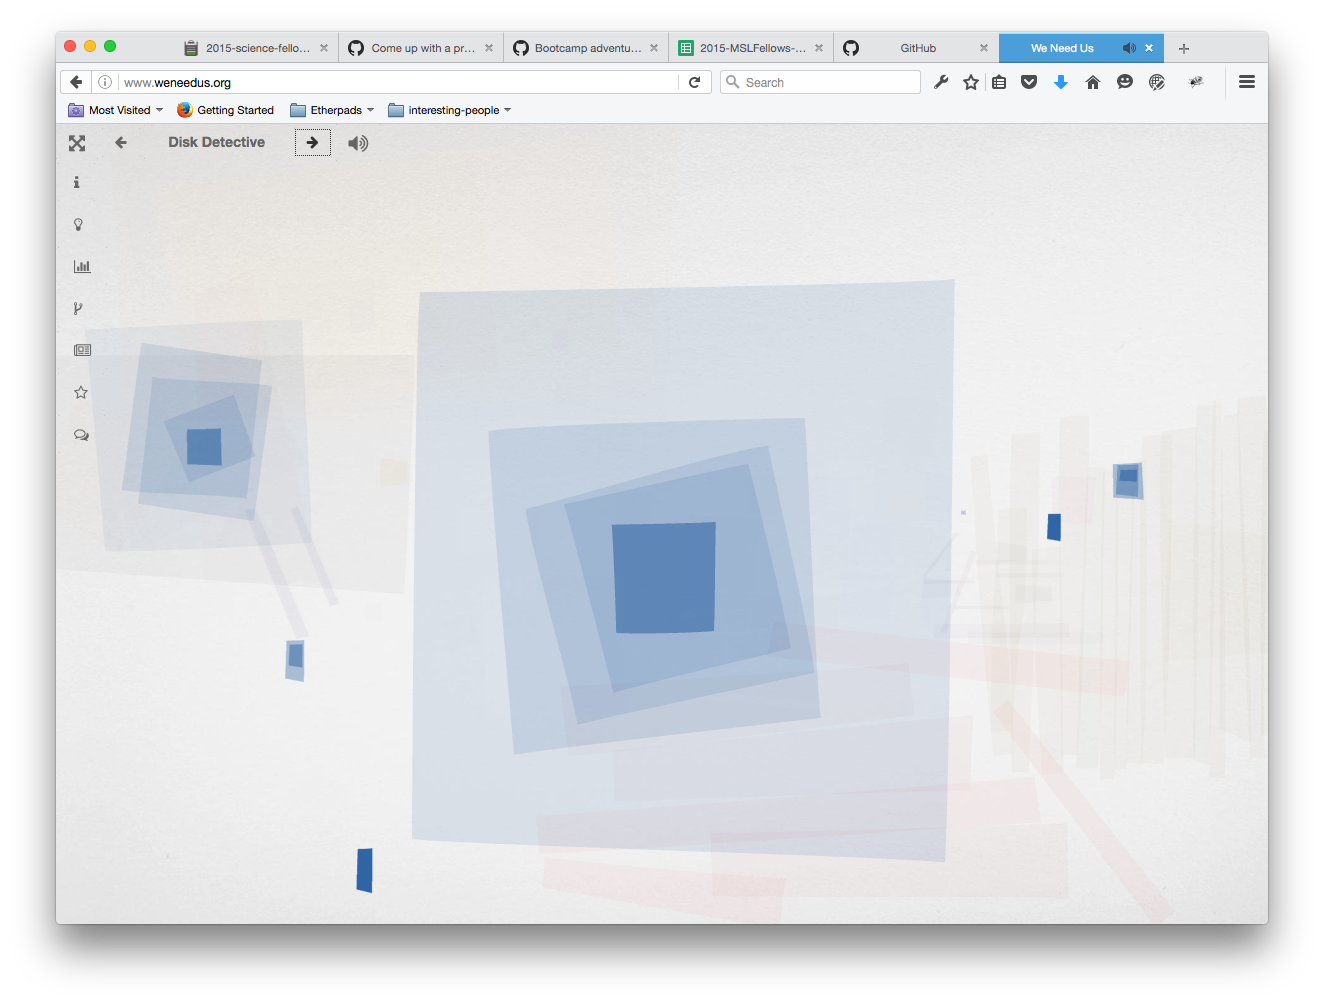 2015-science-fello...
Come up with a pr...
Bootcamp adventu...
2015-MSLFellows-...
GitHub
We Need Us
www.weneedus.org
Search
Most Visited
Getting Started
Etherpads
interesting-people
Disk Detective